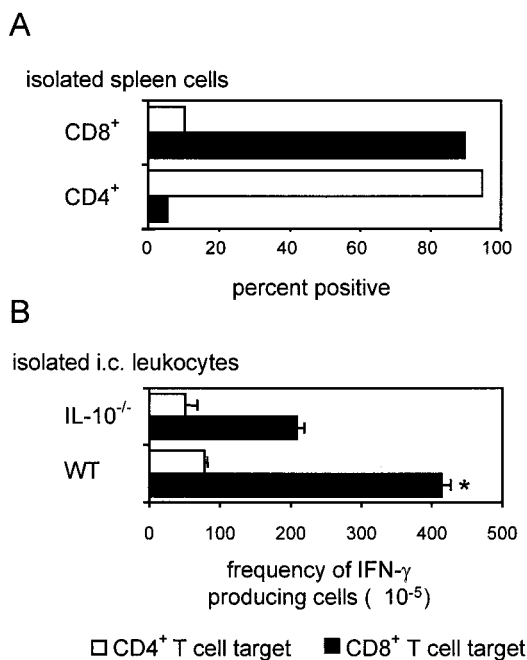 A
isolated spleen cells
CD8+
CD4+
0 20 40 60 80 100
percent positive
B
isolated i.c. leukocytes
IL-10-/-
WT
*
0 100 200 300 400 500
frequency of IFN-γ
producing cells ( 10-5)
CD4+ T cell target CD8+ T cell target